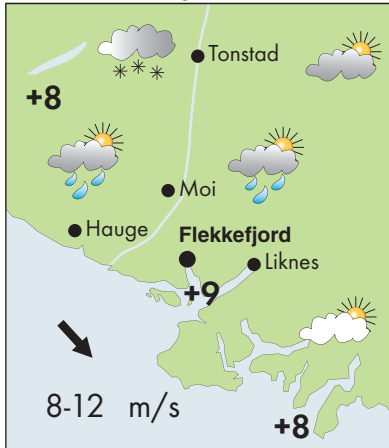 Tonstad
+8
Moi
Hauge
Flekkefjord
Liknes
+9
8-12 m/s
+8